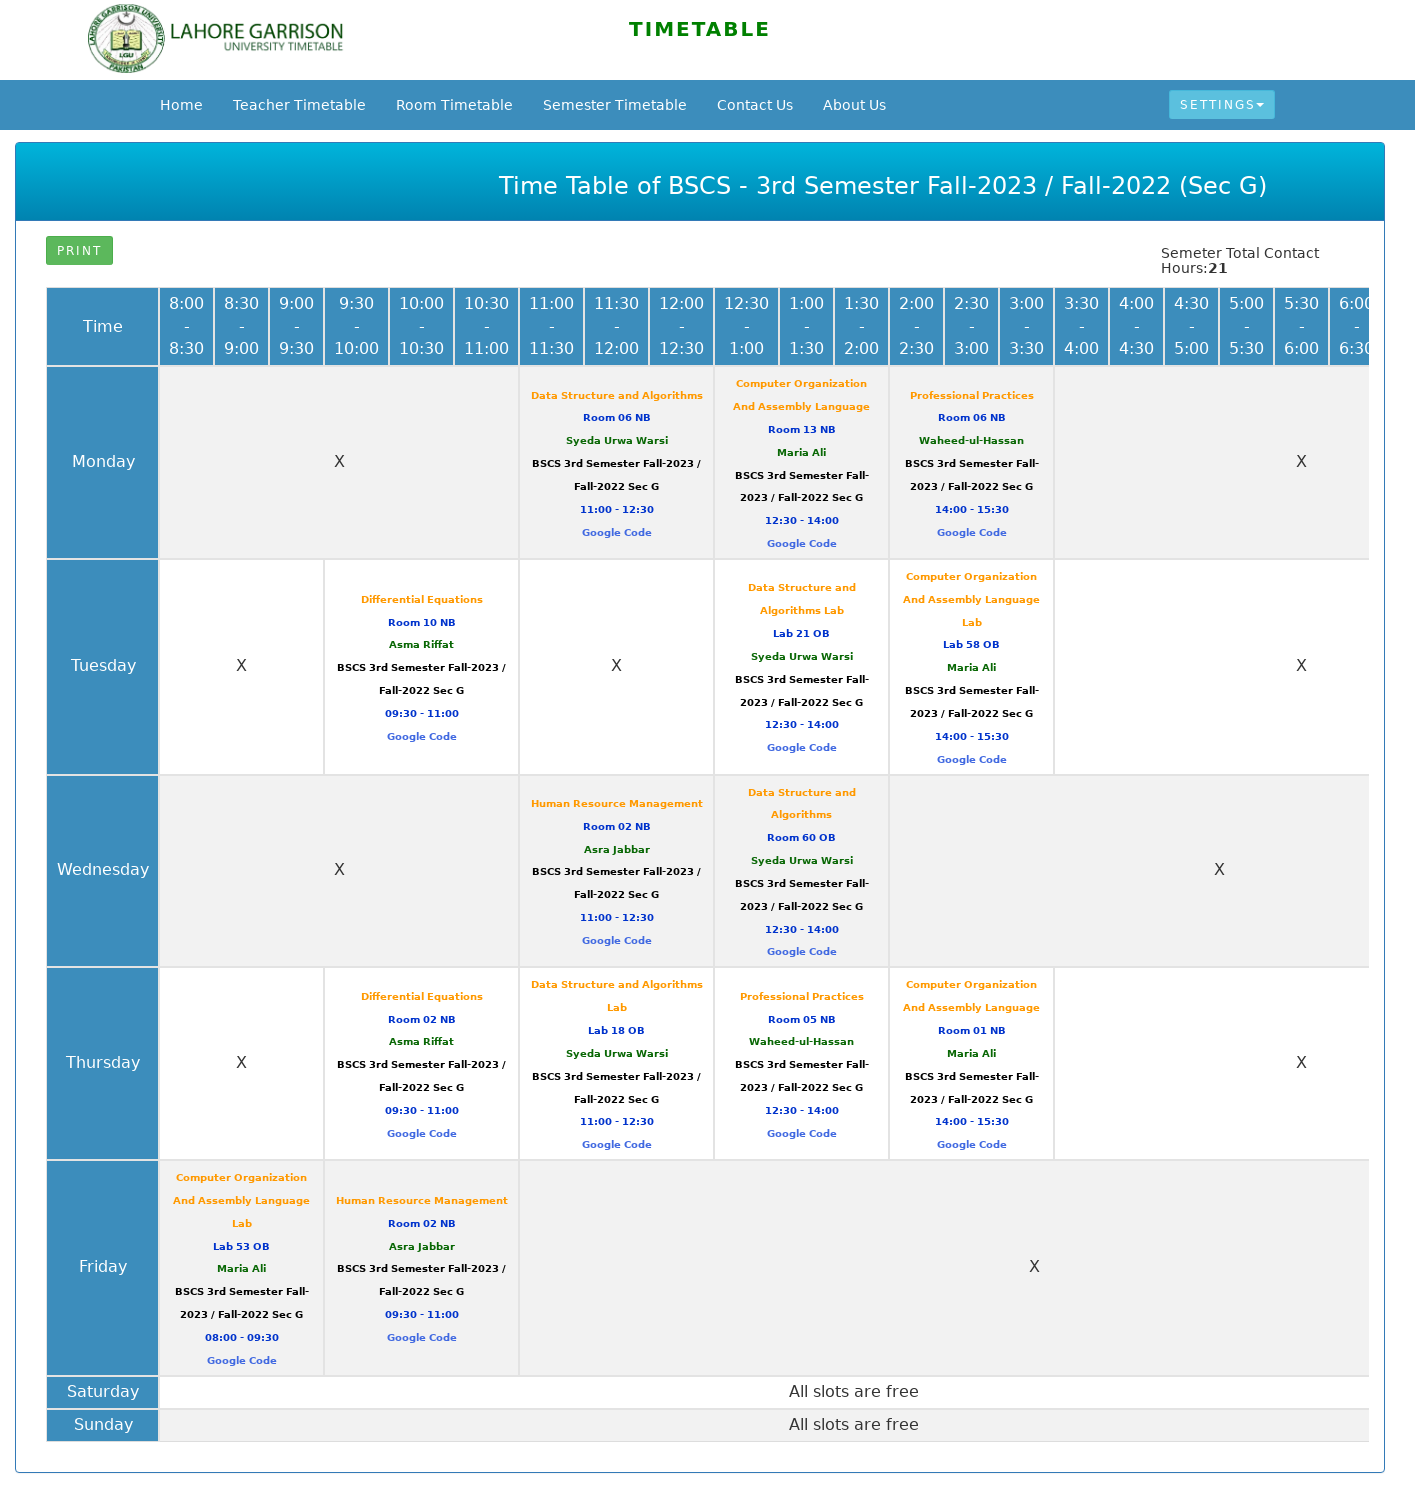 LAHORE GARRISON
UNIVERSITY TIMETABLE
TIMETABLE
Home Teacher Timetable Room Timetable Semester Timetable Contact Us About Us SETTINGS
Time Table of BSCS - 3rd Semester Fall-2023 / Fall-2022 (Sec G)
PRINT
Semeter Total Contact
Hours:21
Time
8:00 - 8:30
8:30 - 9:00
9:00 - 9:30
9:30 - 10:00
10:00 - 10:30
10:30 - 11:00
11:00 - 11:30
11:30 - 12:00
12:00 - 12:30
12:30 - 1:00
1:00 - 1:30
1:30 - 2:00
2:00 - 2:30
2:30 - 3:00
3:00 - 3:30
3:30 - 4:00
4:00 - 4:30
4:30 - 5:00
5:00 - 5:30
5:30 - 6:00
6:00 - 6:30
Monday
X
Data Structure and Algorithms
Room 06 NB
Syeda Urwa Warsi
BSCS 3rd Semester Fall-2023 /
Fall-2022 Sec G
11:00 - 12:30
Google Code
Computer Organization
And Assembly Language
Room 13 NB
Maria Ali
BSCS 3rd Semester Fall-
2023 / Fall-2022 Sec G
12:30 - 14:00
Google Code
Professional Practices
Room 06 NB
Waheed-ul-Hassan
BSCS 3rd Semester Fall-
2023 / Fall-2022 Sec G
14:00 - 15:30
Google Code
X
Tuesday
X
Differential Equations
Room 10 NB
Asma Riffat
BSCS 3rd Semester Fall-2023 /
Fall-2022 Sec G
09:30 - 11:00
Google Code
X
Data Structure and
Algorithms Lab
Lab 21 OB
Syeda Urwa Warsi
BSCS 3rd Semester Fall-
2023 / Fall-2022 Sec G
12:30 - 14:00
Google Code
Computer Organization
And Assembly Language
Lab
Lab 58 OB
Maria Ali
BSCS 3rd Semester Fall-
2023 / Fall-2022 Sec G
14:00 - 15:30
Google Code
X
Wednesday
X
Human Resource Management
Room 02 NB
Asra Jabbar
BSCS 3rd Semester Fall-2023 /
Fall-2022 Sec G
11:00 - 12:30
Google Code
Data Structure and
Algorithms
Room 60 OB
Syeda Urwa Warsi
BSCS 3rd Semester Fall-
2023 / Fall-2022 Sec G
12:30 - 14:00
Google Code
X
Thursday
X
Differential Equations
Room 02 NB
Asma Riffat
BSCS 3rd Semester Fall-2023 /
Fall-2022 Sec G
09:30 - 11:00
Google Code
Data Structure and Algorithms
Lab
Lab 18 OB
Syeda Urwa Warsi
BSCS 3rd Semester Fall-2023 /
Fall-2022 Sec G
11:00 - 12:30
Google Code
Professional Practices
Room 05 NB
Waheed-ul-Hassan
BSCS 3rd Semester Fall-
2023 / Fall-2022 Sec G
12:30 - 14:00
Google Code
Computer Organization
And Assembly Language
Room 01 NB
Maria Ali
BSCS 3rd Semester Fall-
2023 / Fall-2022 Sec G
14:00 - 15:30
Google Code
X
Friday
Computer Organization
And Assembly Language
Lab
Lab 53 OB
Maria Ali
BSCS 3rd Semester Fall-
2023 / Fall-2022 Sec G
08:00 - 09:30
Google Code
Human Resource Management
Room 02 NB
Asra Jabbar
BSCS 3rd Semester Fall-2023 /
Fall-2022 Sec G
09:30 - 11:00
Google Code
X
Saturday
All slots are free
Sunday
All slots are free